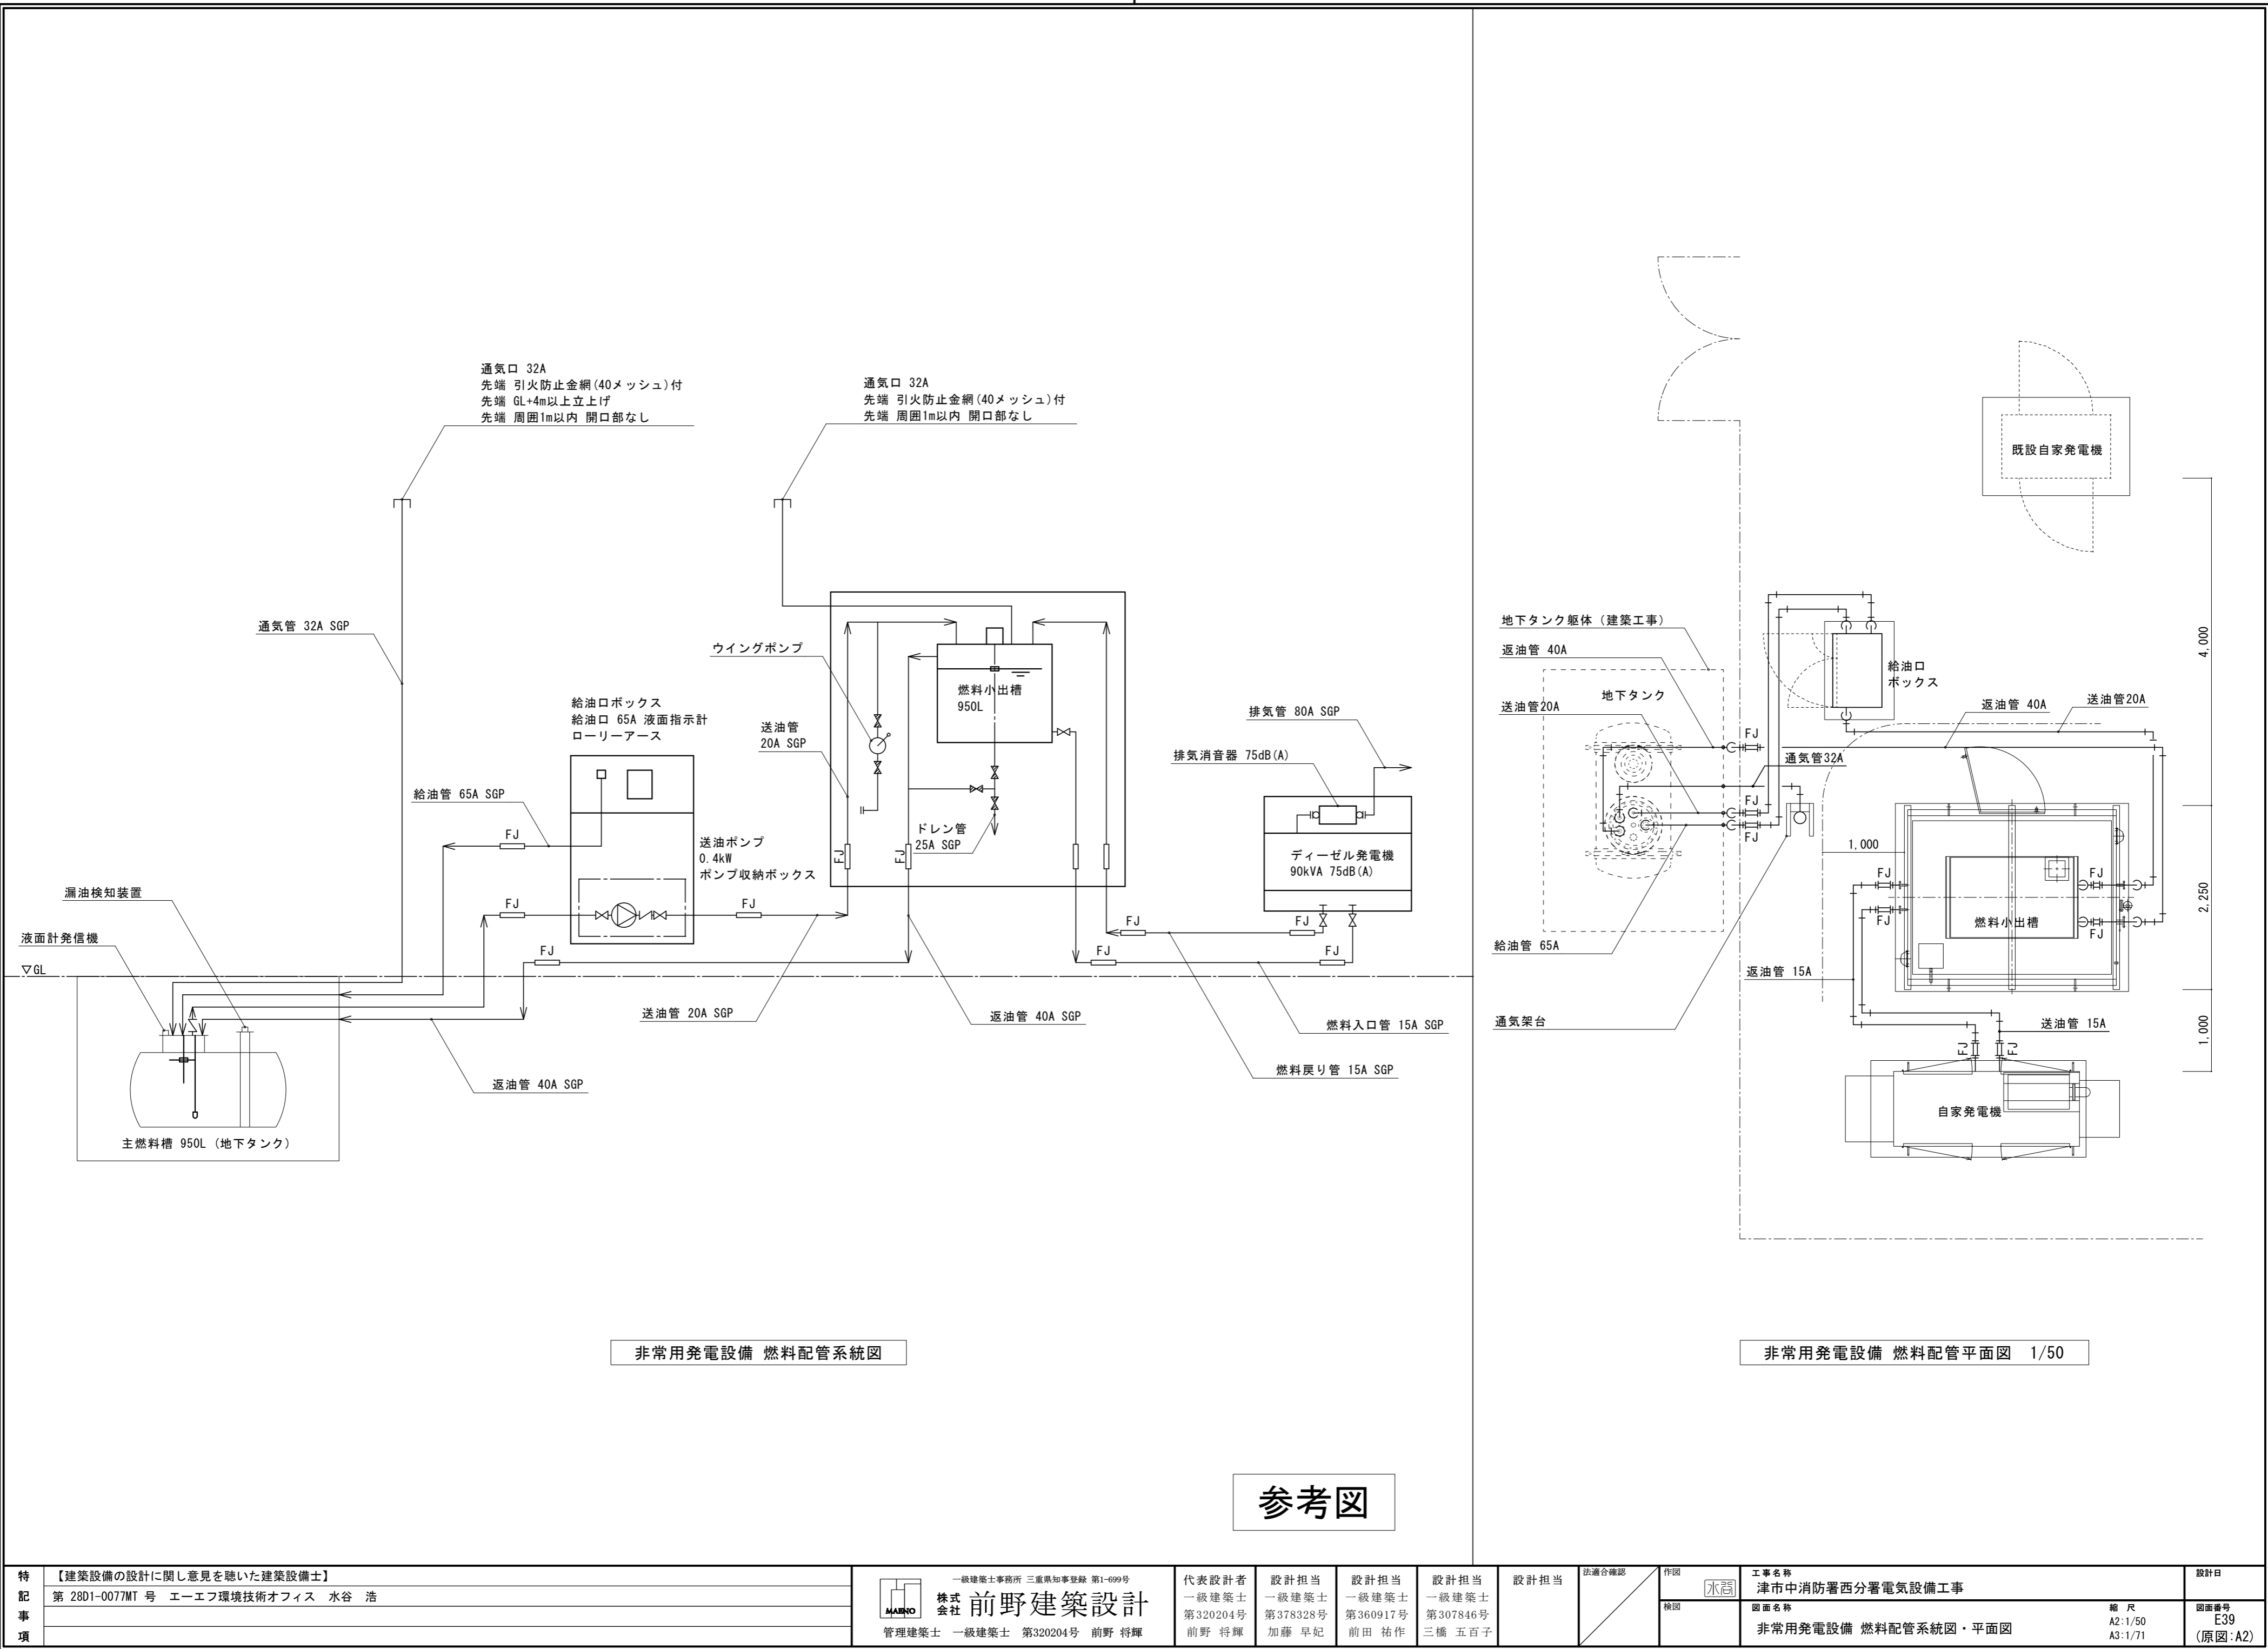 通気口 32A
先端 引火防止金網(40メッシュ)付
先端 GL+4m以上立上げ
先端 周囲1m以内 開口部なし
通気口 32A
先端 引火防止金網(40メッシュ)付
先端 周囲1m以内 開口部なし
通気管 32A SGP
ウイングポンプ
給油口ボックス
給油口 65A 液面指示計
ローリーアース
送油管
20A SGP
燃料小出槽
950L
排気管 80A SGP
排気消音器 75dB(A)
給油管 65A SGP
FJ
送油ポンプ
0.4kW
ポンプ収納ボックス
ドレン管
25A SGP
FJ
FJ
ディーゼル発電機
90kVA 75dB(A)
漏油検知装置
FJ
FJ
液面計発信機
FJ
FJ
FJ
FJ
FJ
▽GL
送油管 20A SGP
返油管 40A SGP
燃料入口管 15A SGP
燃料戻り管 15A SGP
返油管 40A SGP
主燃料槽 950L (地下タンク)
非常用発電設備 燃料配管系統図
参考図
既設自家発電機
4,000
地下タンク躯体 (建築工事)
返油管 40A
地下タンク
送油管20A
給油口
ボックス
返油管 40A
送油管20A
FJ
通気管32A
FJ
FJ
1,000
FJ
FJ
2,250
燃料小出槽
FJ
FJ
給油管 65A
返油管 15A
通気架台
送油管 15A
1,000
FJ
FJ
自家発電機
非常用発電設備 燃料配管平面図 1/50
特記事項
【建築設備の設計に関し意見を聴いた建築設備士】
第 28D1-0077MT 号 エーエフ環境技術オフィス 水谷 浩
MAENO
一級建築士事務所 三重県知事登録 第1-699号
株式会社 前野建築設計
管理建築士 一級建築士 第320204号 前野 将輝
代表設計者
一級建築士
第320204号
前野 将輝
設計担当
一級建築士
第378328号
加藤 早妃
設計担当
一級建築士
第360917号
前田 祐作
設計担当
一級建築士
第307846号
三橋 五百子
設計担当
法適合確認
作図
検図
工事名称
津市中消防署西分署電気設備工事
図面名称
非常用発電設備 燃料配管系統図・平面図
縮 尺
A2:1/50
A3:1/71
設計日
図面番号
E39
(原図:A2)